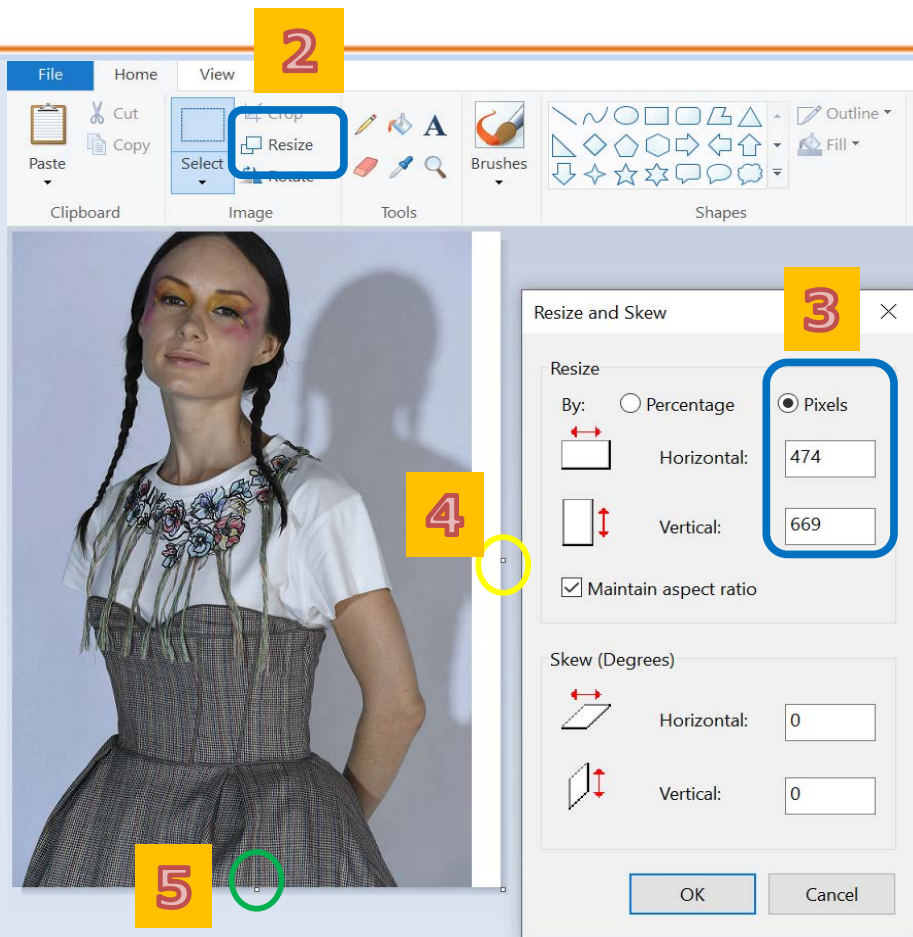 2
File Home View
Cut
Copy
Paste
Clipboard
Select
Crop
Resize
Rotate
Image
A
Tools
Brushes
Shapes
Outline
Fill
3
Resize and Skew
Resize
By: Percentage Pixels
Horizontal: 474
Vertical: 669
Maintain aspect ratio
Skew (Degrees)
Horizontal: 0
Vertical: 0
OK Cancel
4
5